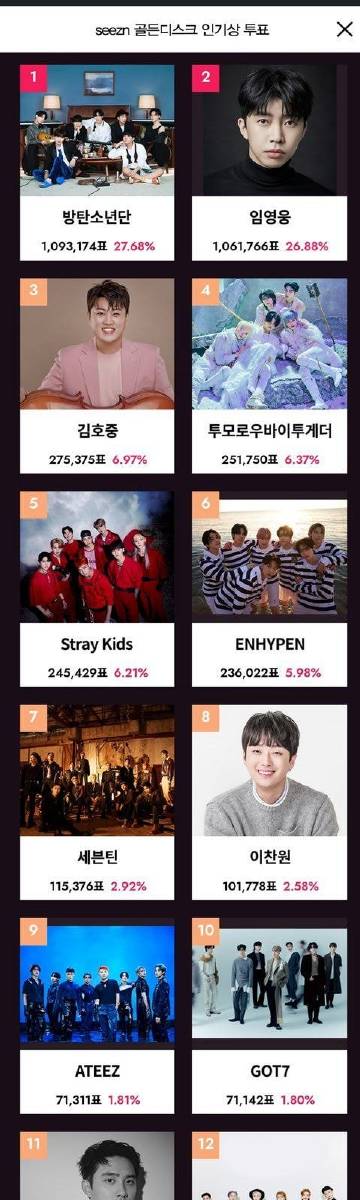 seezn 골든디스크 인기상 투표
1
2
방탄소년단
임영웅
1,093,174표 27.68%
1,061,766표 26.88%
3
4
김호중
투모로우바이투게더
275,375표 6.97%
251,750표 6.37%
5
6
Stray Kids
ENHYPEN
245,429표 6.21%
236,022표 5.98%
7
8
세븐틴
이찬원
115,376표 2.92%
101,778표 2.58%
9
10
ATEEZ
GOT7
71,311표 1.81%
71,142표 1.80%
11
12